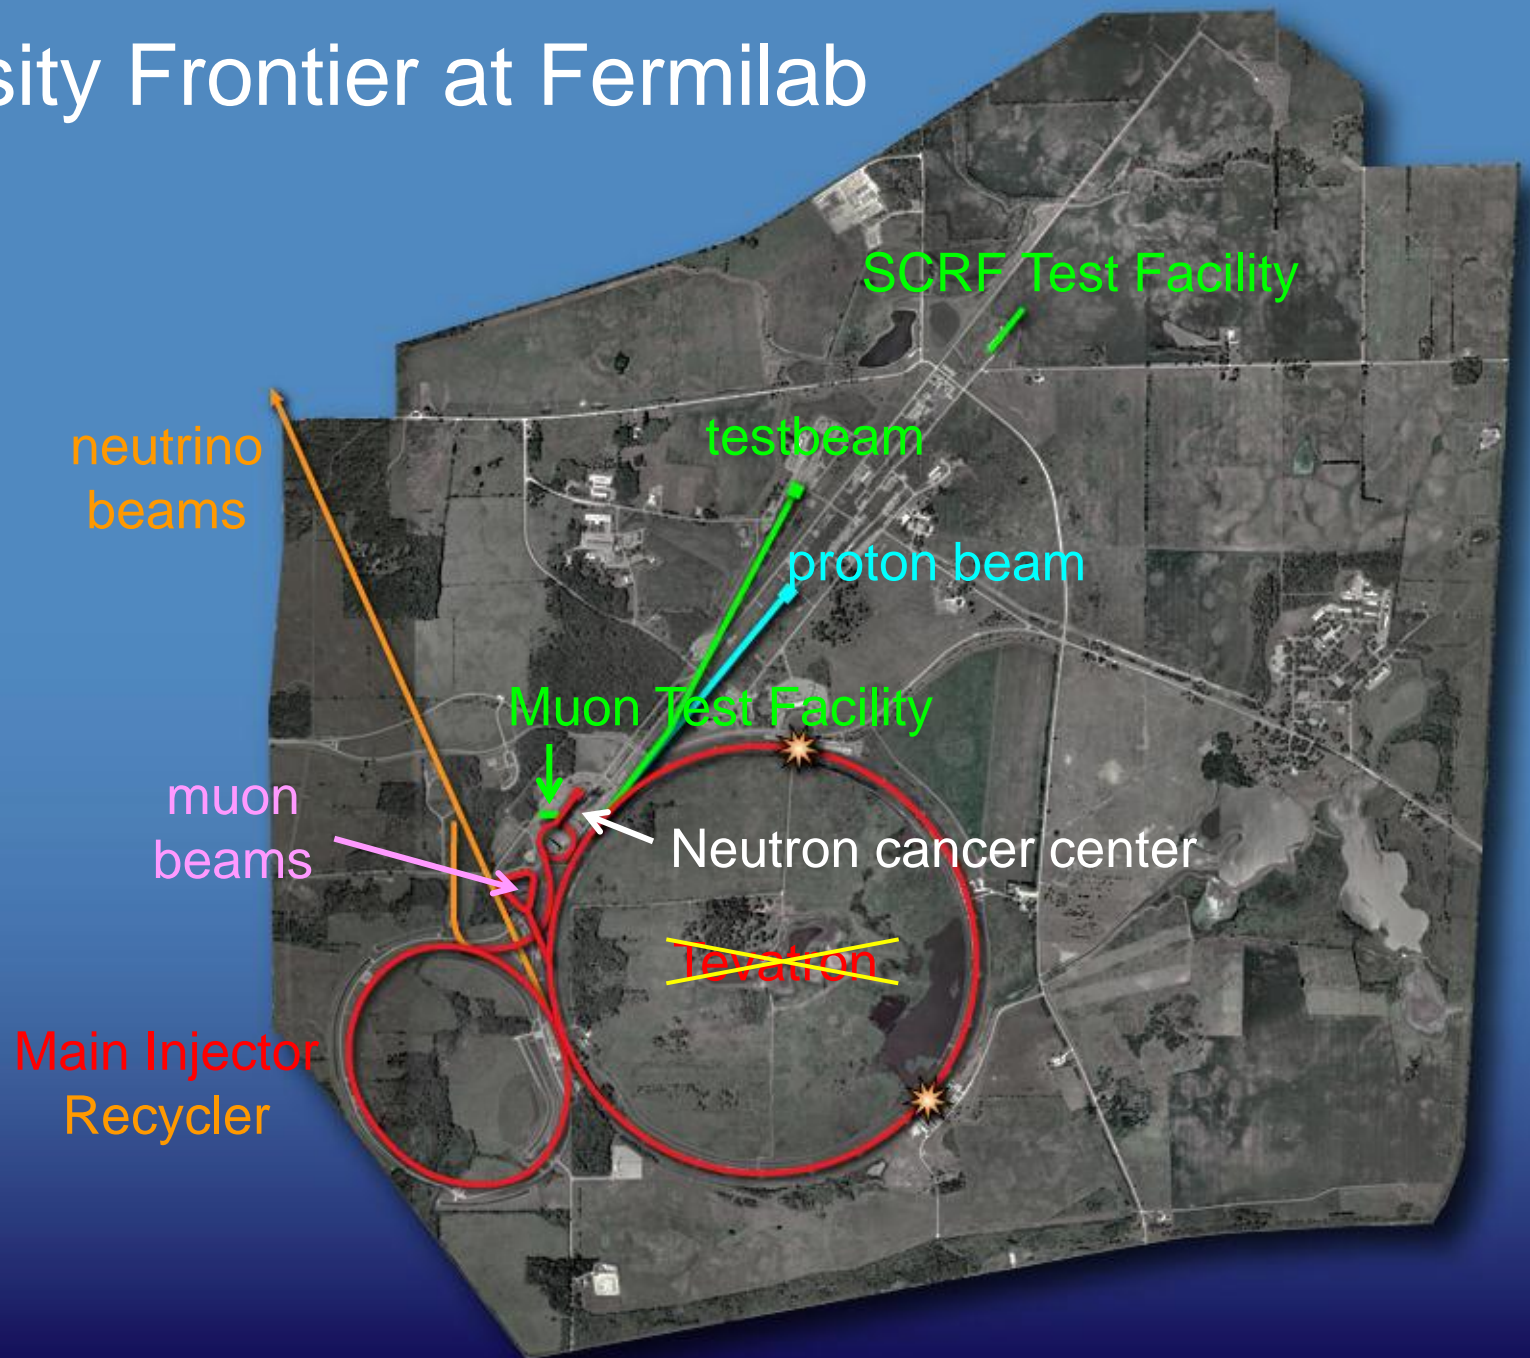 sity Frontier at Fermilab
SCRF Test Facility
neutrino
beams
testbeam
proton beam
Muon Test Facility
muon
beams
Neutron cancer center
Tevatron
Main Injector
Recycler